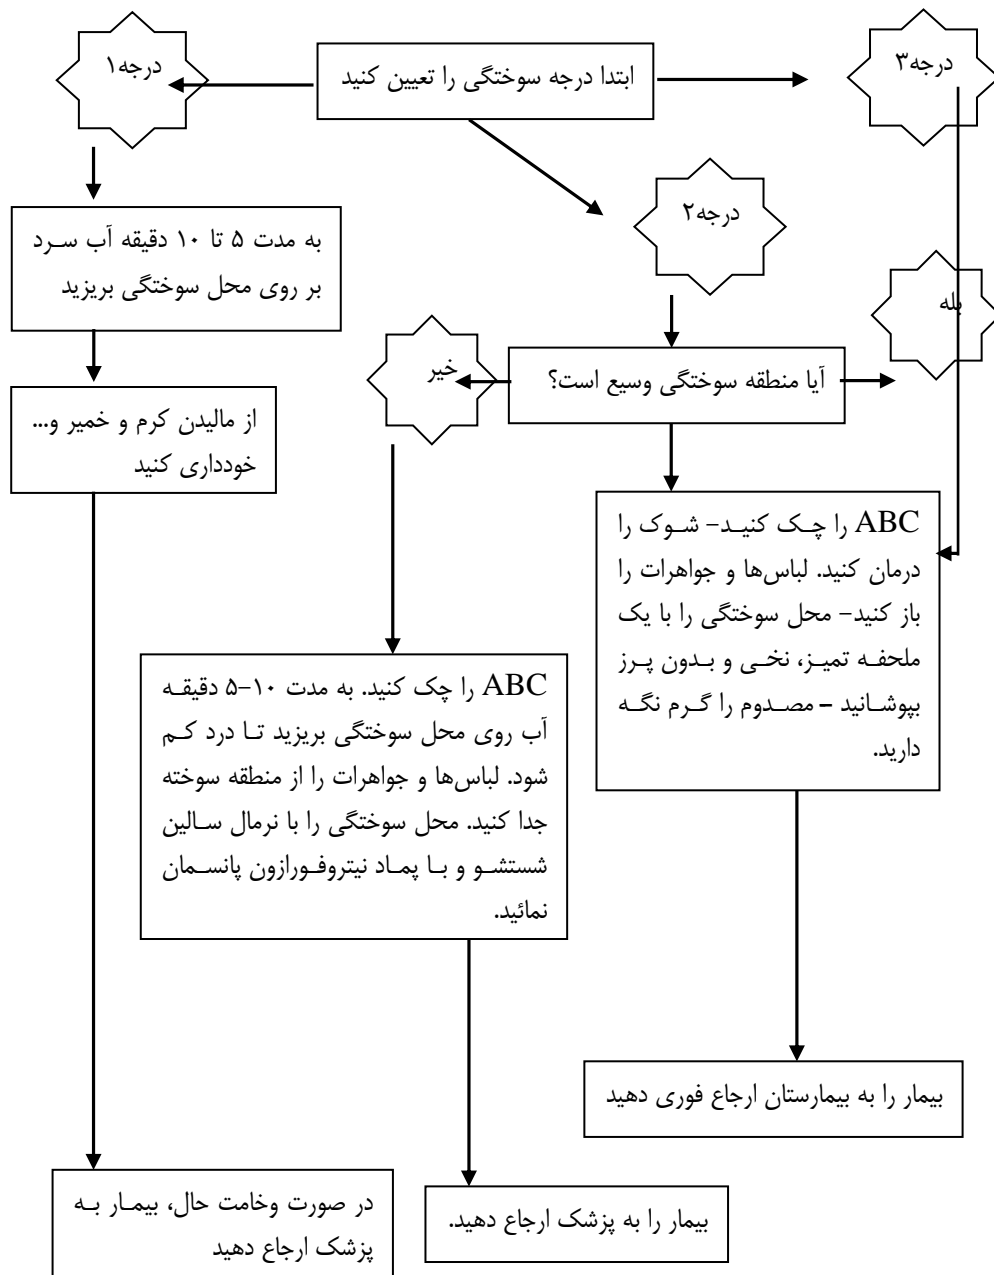 ابتدا درجه سوختگی را تعیین کنید
درجه۳
درجه۱
درجه۲
به مدت ۵ تا ۱۰ دقیقه آب سرد
بر روی محل سوختگی بریزید
بله
آیا منطقه سوختگی وسیع است؟
خیر
از مالیدن کرم و خمیر و...
خودداری کنید
ABC را چک کنید- شوک را
درمان کنید. لباس‌ها و جواهرات را
باز کنید- محل سوختگی را با یک
ملحفه تمیز، نخی و بدون پرز
بپوشانید – مصدوم را گرم نگه
دارید.
ABC را چک کنید. به مدت ۱۰-۵ دقیقه
آب روی محل سوختگی بریزید تا درد کم
شود. لباس‌ها و جواهرات را از منطقه سوخته
جدا کنید. محل سوختگی را با نرمال سالین
شستشو و با پماد نیتروفورازون پانسمان
نمائید.
بیمار را به بیمارستان ارجاع فوری دهید
در صورت وخامت حال، بیمار به
پزشک ارجاع دهید
بیمار را به پزشک ارجاع دهید.